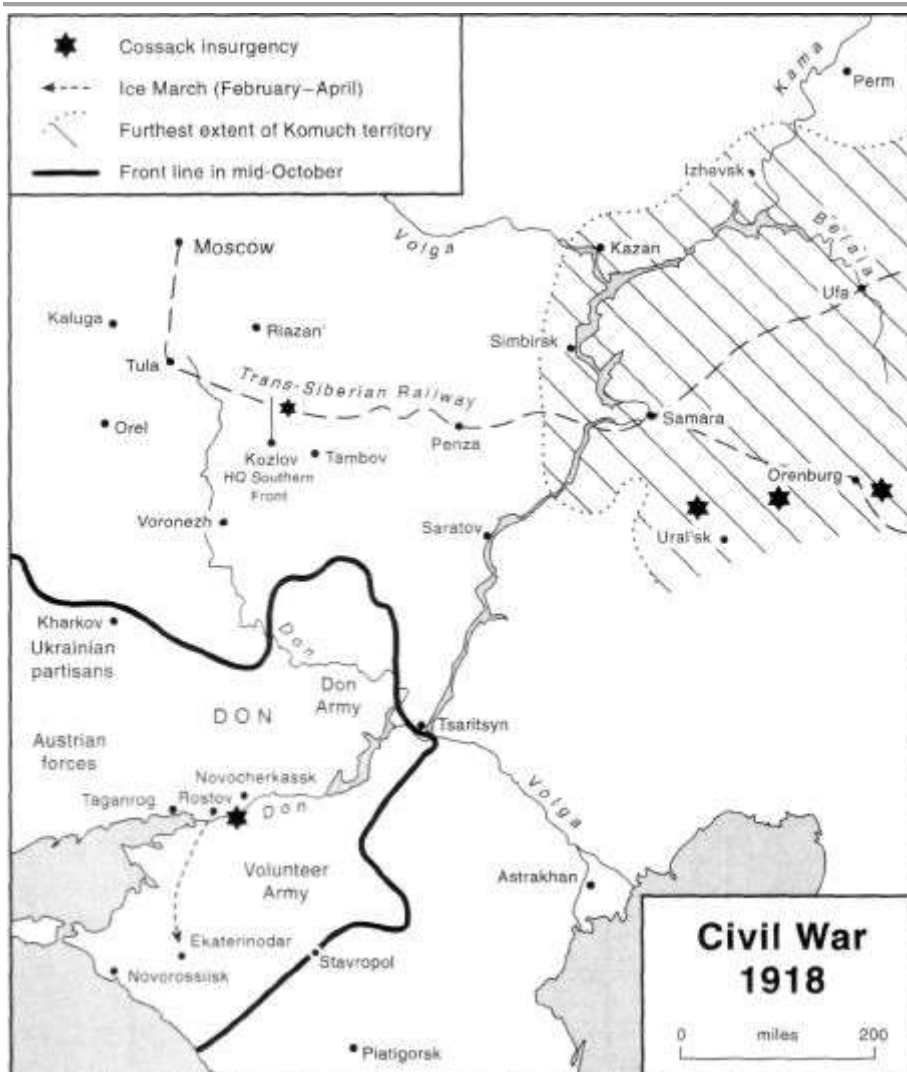 Cossack insurgency
Ice March (February–April)
Furthest extent of Komuch territory
Front line in mid-October
Kama
Perm
Izhevsk
Volga
Kazan
Belaia
Moscow
Ufa
Kaluga
Riazan'
Simbirsk
Tula
Trans-Siberian Railway
Samara
Orel
Penza
Kozlov
HQ Southern
Front
Tambov
Orenburg
Voronezh
Saratov
Ural'sk
Kharkov
Ukrainian
partisans
Don
Don
Army
DON
Tsaritsyn
Austrian
forces
Novocherkassk
Taganrog
Rostov
Don
Volga
Volunteer
Army
Astrakhan
Ekaterinodar
Stavropol
Novorossiisk
Piatigorsk
Civil War
1918
0 miles 200